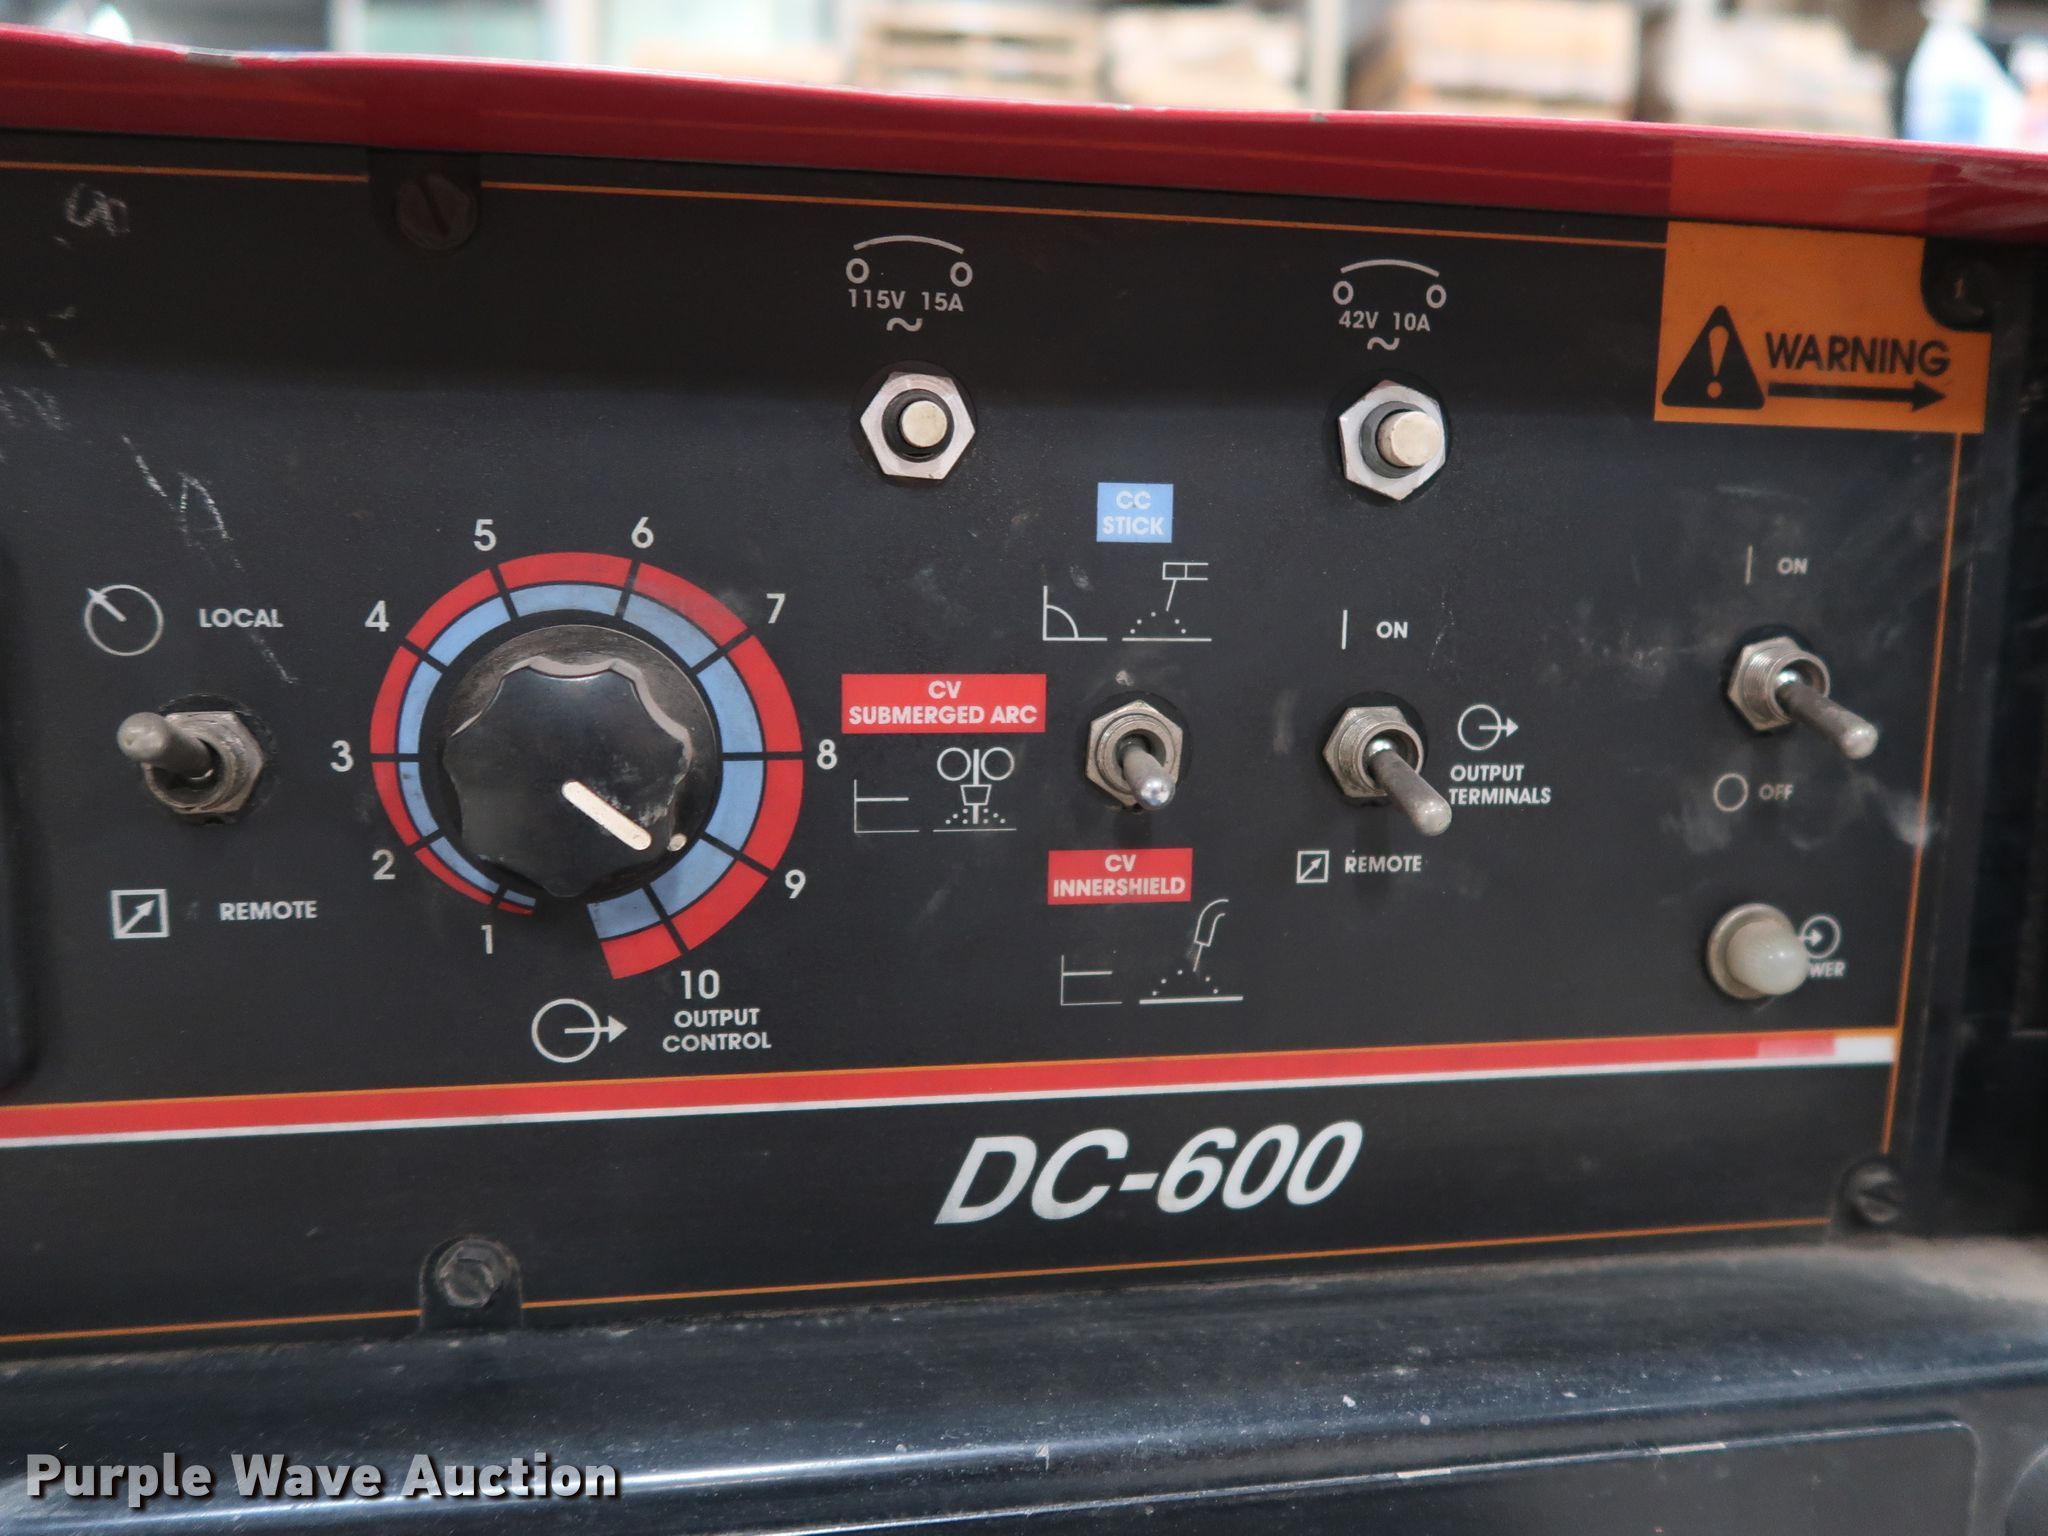 115V 15A
~
42V 10A
~
WARNING
CC
STICK
LOCAL
REMOTE
1
2
3
4
5
6
7
8
9
10
OUTPUT
CONTROL
CV
SUBMERGED ARC
CV
INNERSHIELD
ON
OUTPUT
TERMINALS
REMOTE
ON
OFF
DC-600
Purple Wave Auction